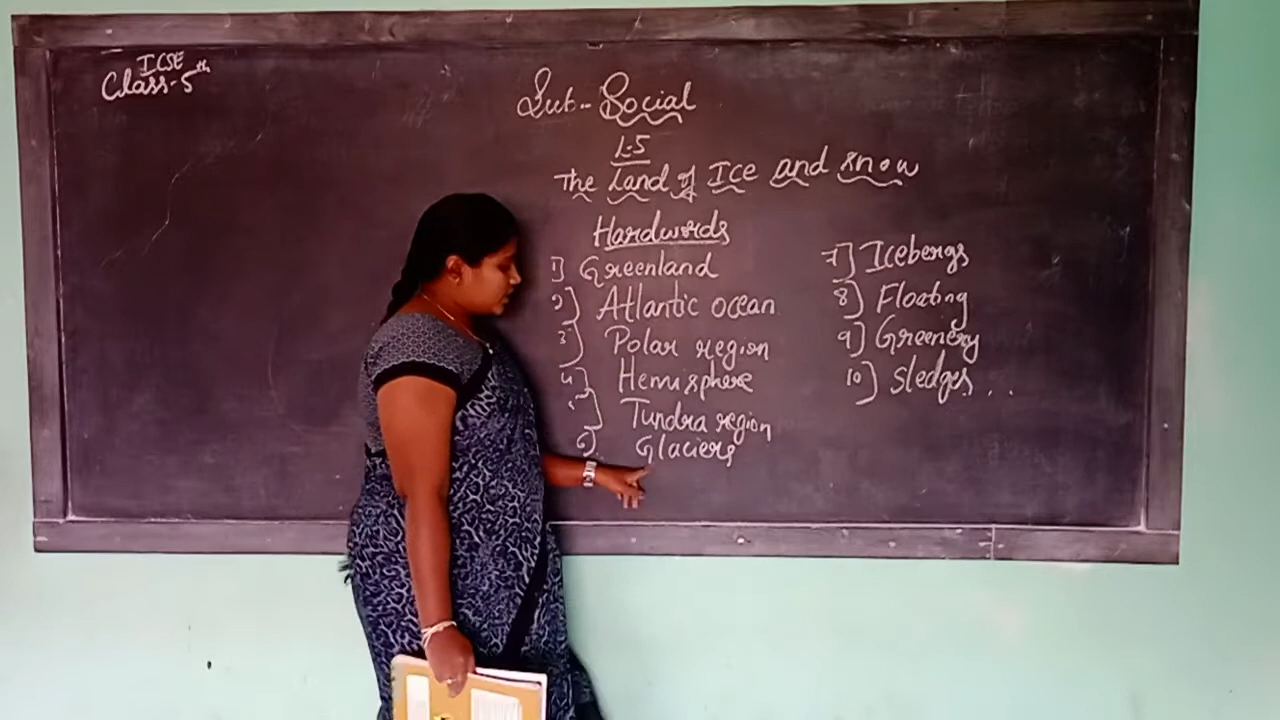 ICSE
Class-5th
Sub-- Social
L-5
The Land of Ice and snow
Hardwords
1] Greenland
2] Atlantic ocean
3] Polar region
4] Hemisphere
5] Tundra region
6] Glaciers
7] Icebergs
8] Floating
9] Greenery
10] Sledges . . .